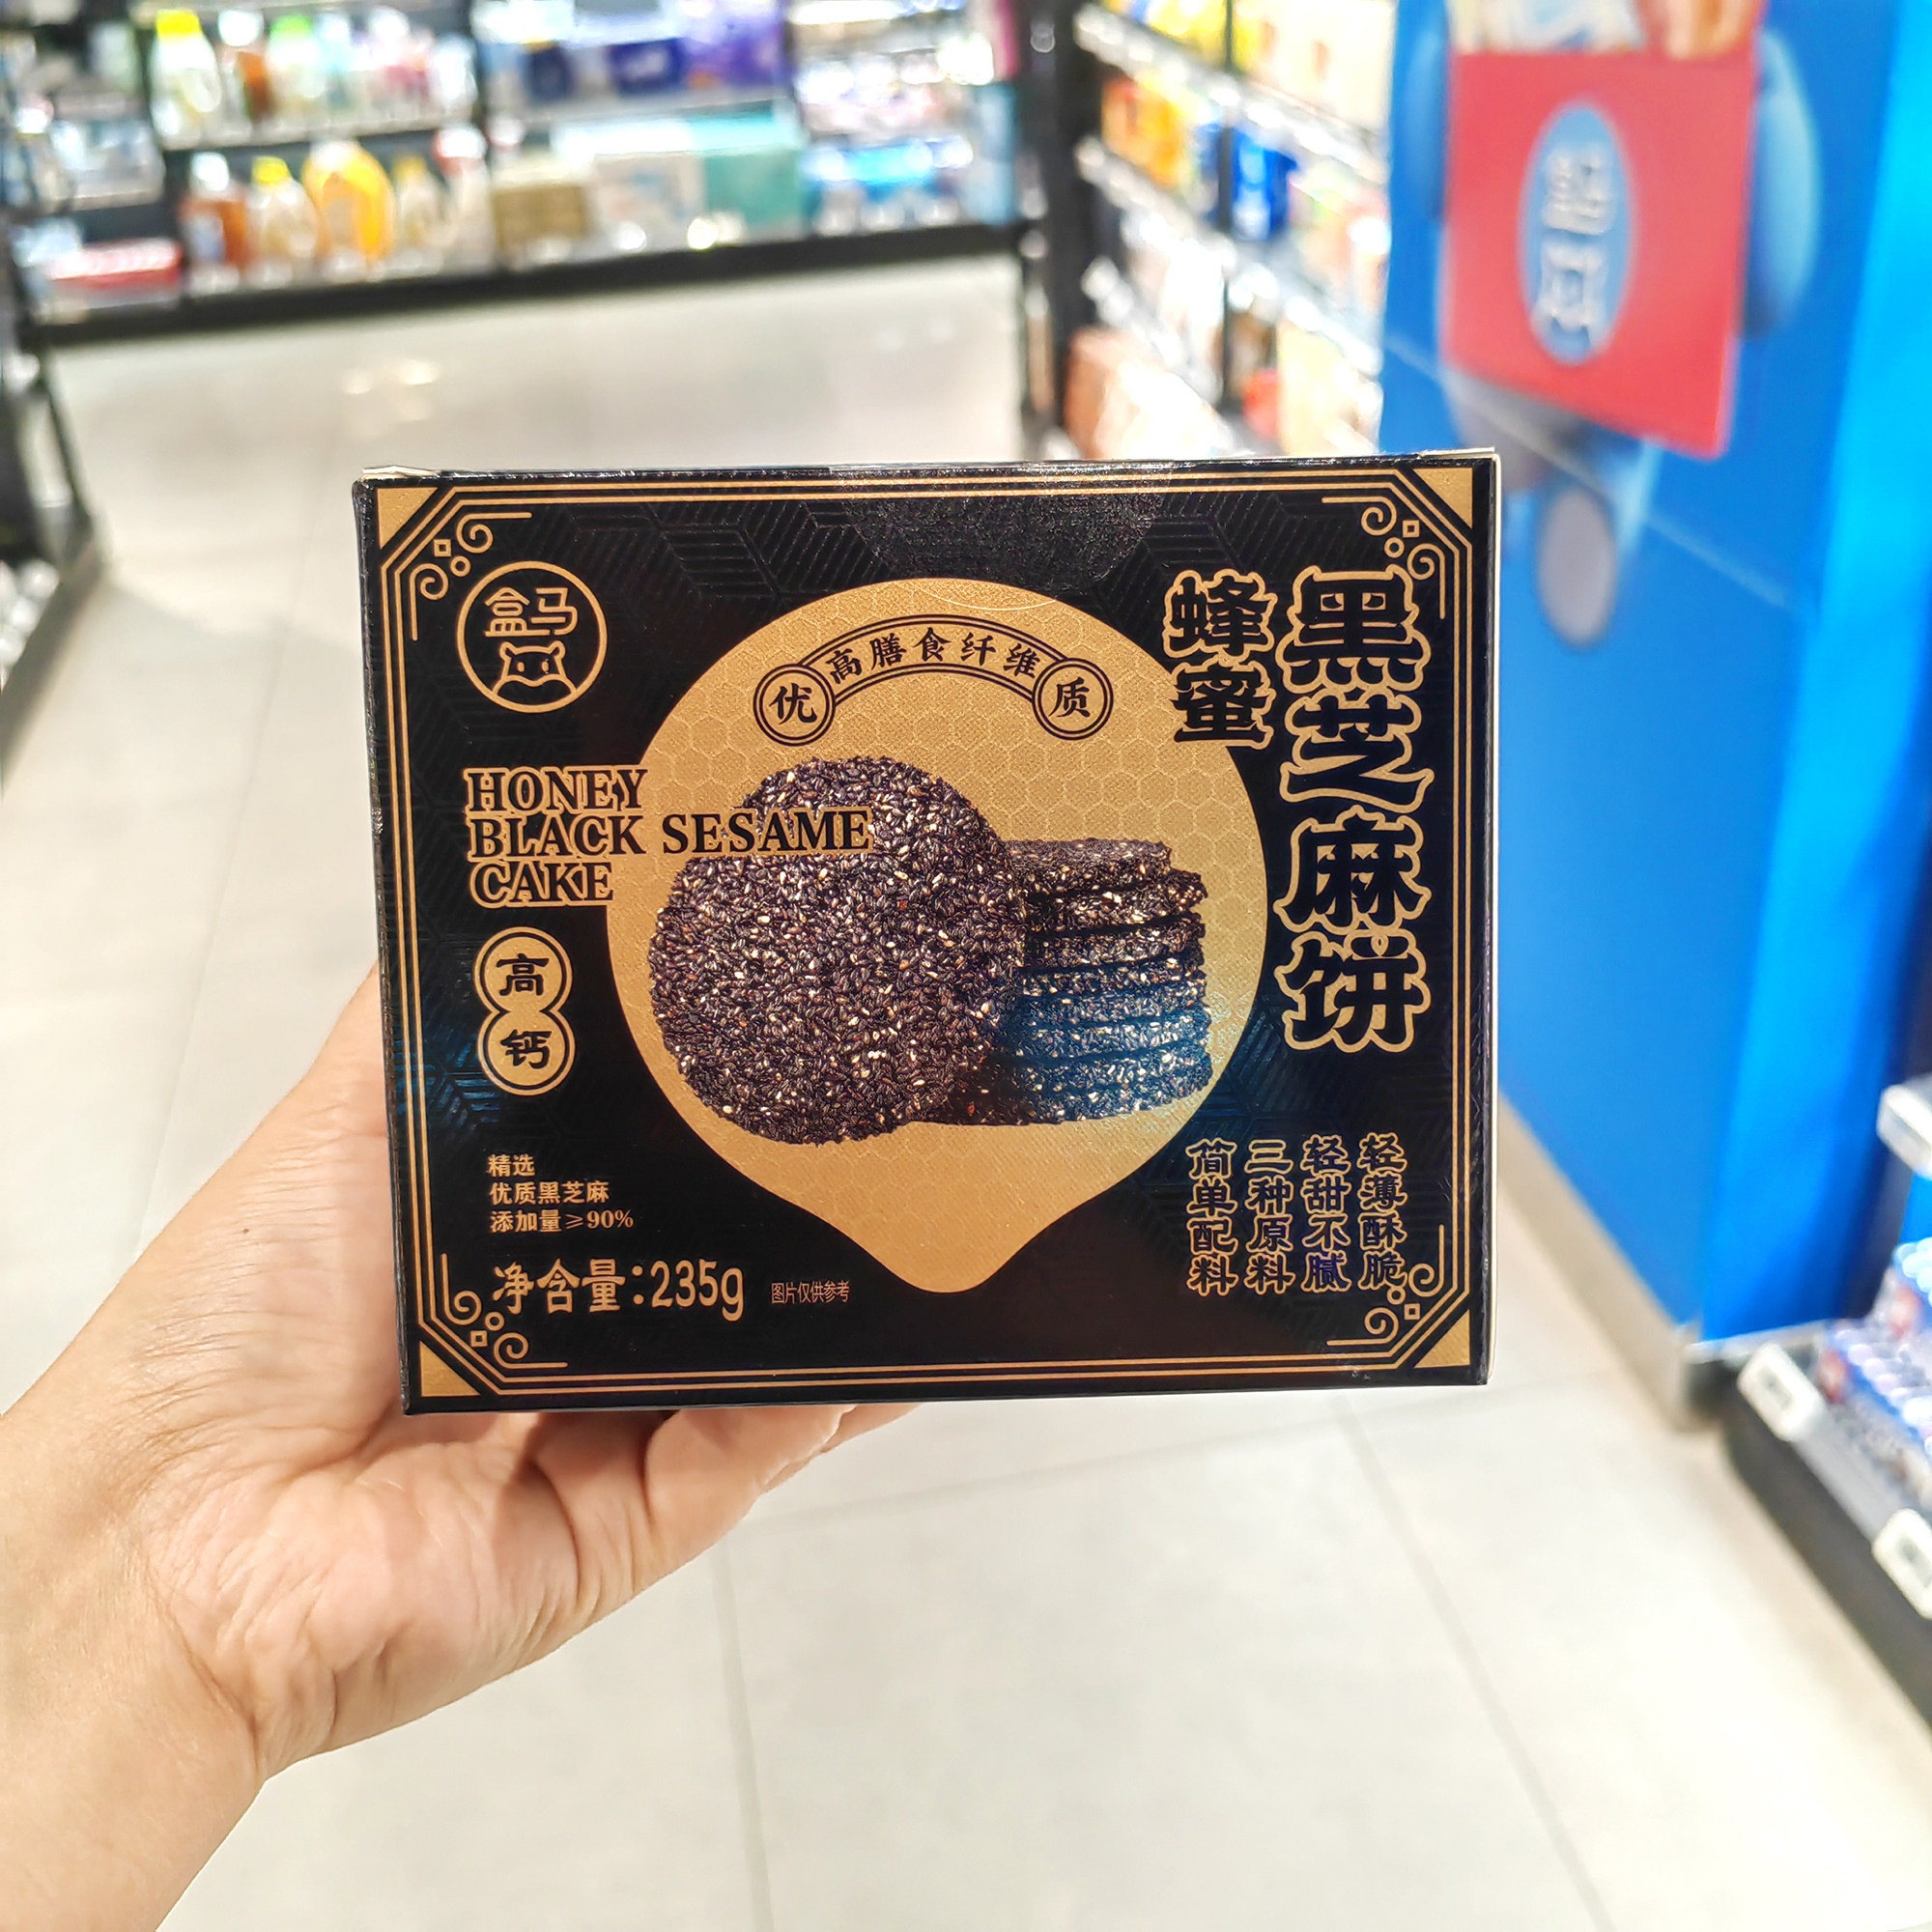 盒马
优 高膳食纤维 质
蜂蜜
黑芝麻饼
HONEY
BLACK SESAME
CAKE
高钙
精选
优质黑芝麻
添加量≥90%
净含量:235g
图片仅供参考
轻薄酥脆
轻甜不腻
三种原料
简单配料